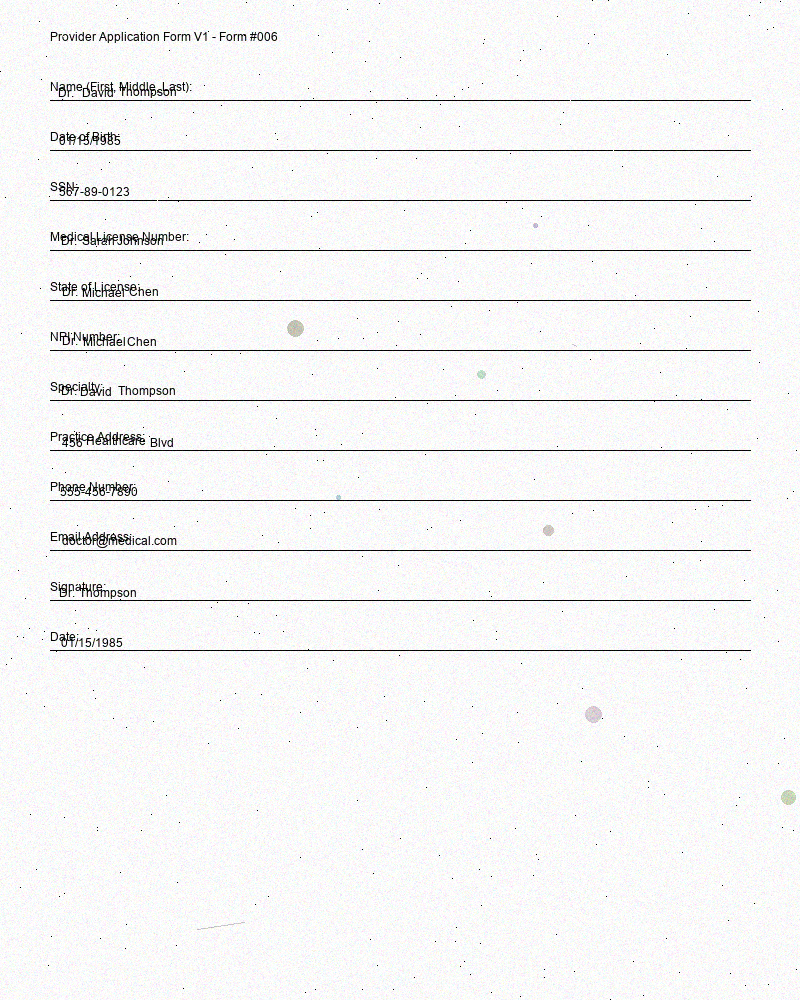 Provider Application Form V1 - Form #006
Name (First, Middle, Last):
Dr. David Thompson
Date of Birth:
01/15/1985
SSN:
567-89-0123
Medical License Number:
Dr. Sarah Johnson
State of License:
Dr. Michael Chen
NPI Number:
Dr. Michael Chen
Specialty:
Dr. David Thompson
Practice Address:
456 Healthcare Blvd
Phone Number:
555-456-7890
Email Address:
doctor@medical.com
Signature:
Dr. Thompson
Date:
01/15/1985